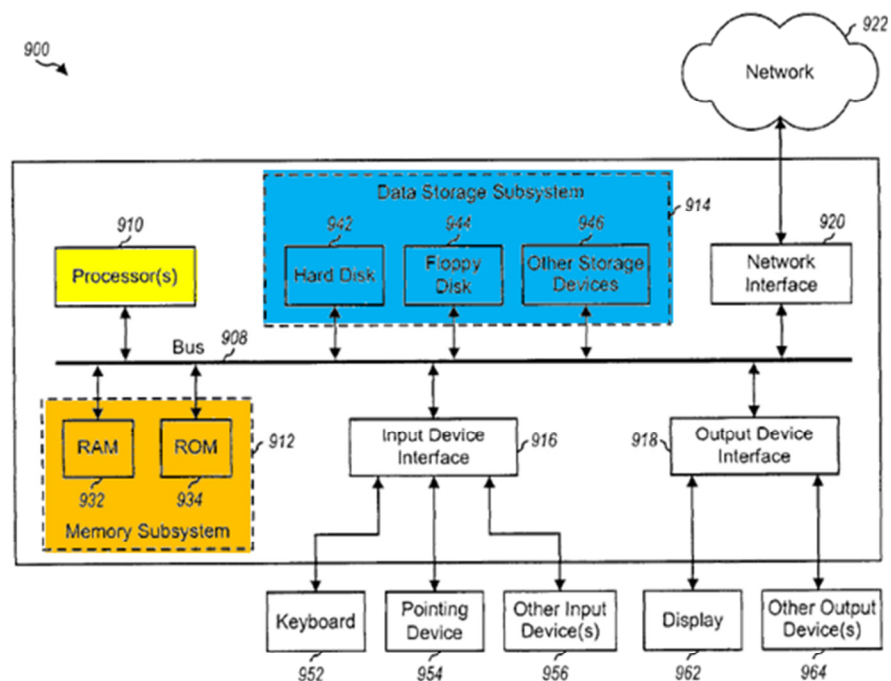 900
922
Network
Data Storage Subsystem
914
910
942
944
946
920
Processor(s)
Hard Disk
Floppy
Disk
Other Storage
Devices
Network
Interface
Bus
908
RAM
ROM
912
932
934
Memory Subsystem
Input Device
Interface
916
918
Output Device
Interface
Keyboard
Pointing
Device
Other Input
Device(s)
Display
Other Output
Device(s)
952
954
956
962
964